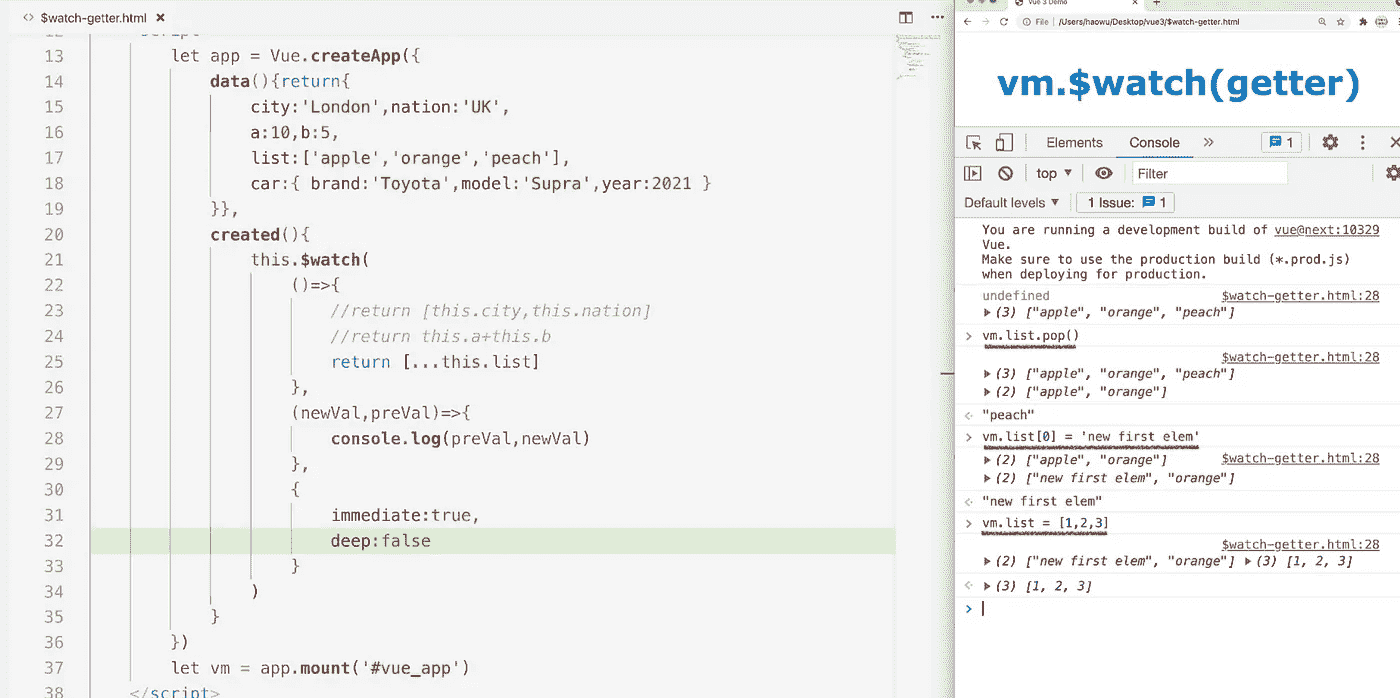 $watch-getter.html
12
13 let app = Vue.createApp({
14 data(){return{
15 city:'London',nation:'UK',
16 a:10,b:5,
17 list:['apple','orange','peach'],
18 car:{ brand:'Toyota',model:'Supra',year:2021 }
19 }},
20 created(){
21 this.$watch(
22 ()=>{
23 //return [this.city,this.nation]
24 //return this.a+this.b
25 return [...this.list]
26 },
27 (newVal,preVal)=>{
28 console.log(preVal,newVal)
29 },
30 {
31 immediate:true,
32 deep:false
33 }
34 )
35 }
36 })
37 let vm = app.mount('#vue_app')
38 </script>
Vue 3 Demo
File /Users/haowu/Desktop/vue3/$watch-getter.html
vm.$watch(getter)
Elements Console 1
top Filter
Default levels 1 Issue: 1
You are running a development build of vue@next:10329
Vue.
Make sure to use the production build (*.prod.js)
when deploying for production.
undefined $watch-getter.html:28
(3) ["apple", "orange", "peach"]
vm.list.pop()
$watch-getter.html:28
(3) ["apple", "orange", "peach"]
(2) ["apple", "orange"]
"peach"
vm.list[0] = 'new first elem'
(2) ["apple", "orange"] $watch-getter.html:28
(2) ["new first elem", "orange"]
"new first elem"
vm.list = [1,2,3]
$watch-getter.html:28
(2) ["new first elem", "orange"] (3) [1, 2, 3]
(3) [1, 2, 3]